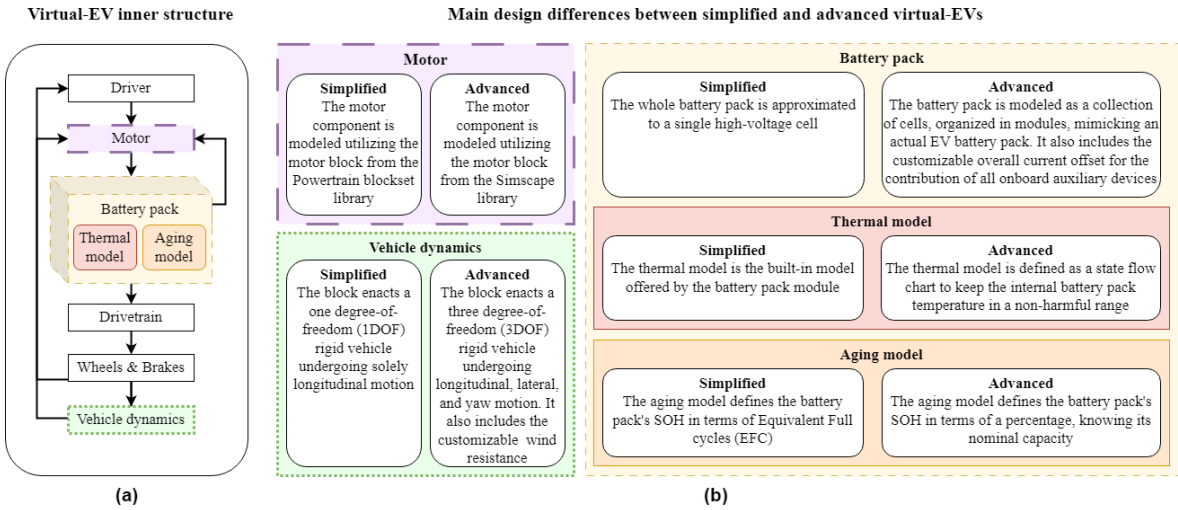 Virtual-EV inner structure
Driver
Motor
Battery pack
Thermal
model
Aging
model
Drivetrain
Wheels & Brakes
Vehicle dynamics
(a)
Main design differences between simplified and advanced virtual-EVs
Motor
Simplified
The motor
component is
modeled utilizing the
motor block from the
Powertrain blockset
library
Advanced
The motor
component is
modeled utilizing
the motor block
from the Simscape
library
Vehicle dynamics
Simplified
The block enacts a
one degree-of-
freedom (1DOF)
rigid vehicle
undergoing solely
longitudinal motion
Advanced
The block enacts a
three degree-of-
freedom (3DOF)
rigid vehicle
undergoing
longitudinal, lateral,
and yaw motion. It
also includes the
customizable wind
resistance
Battery pack
Simplified
The whole battery pack is approximated
to a single high-voltage cell
Advanced
The battery pack is modeled as a collection
of cells, organized in modules, mimicking an
actual EV battery pack. It also includes the
customizable overall current offset for the
contribution of all onboard auxiliary devices
Thermal model
Simplified
The thermal model is the built-in model
offered by the battery pack module
Advanced
The thermal model is defined as a state flow
chart to keep the internal battery pack
temperature in a non-harmful range
Aging model
Simplified
The aging model defines the battery
pack's SOH in terms of Equivalent Full
cycles (EFC)
Advanced
The aging model defines the battery pack's
SOH in terms of a percentage, knowing its
nominal capacity
(b)